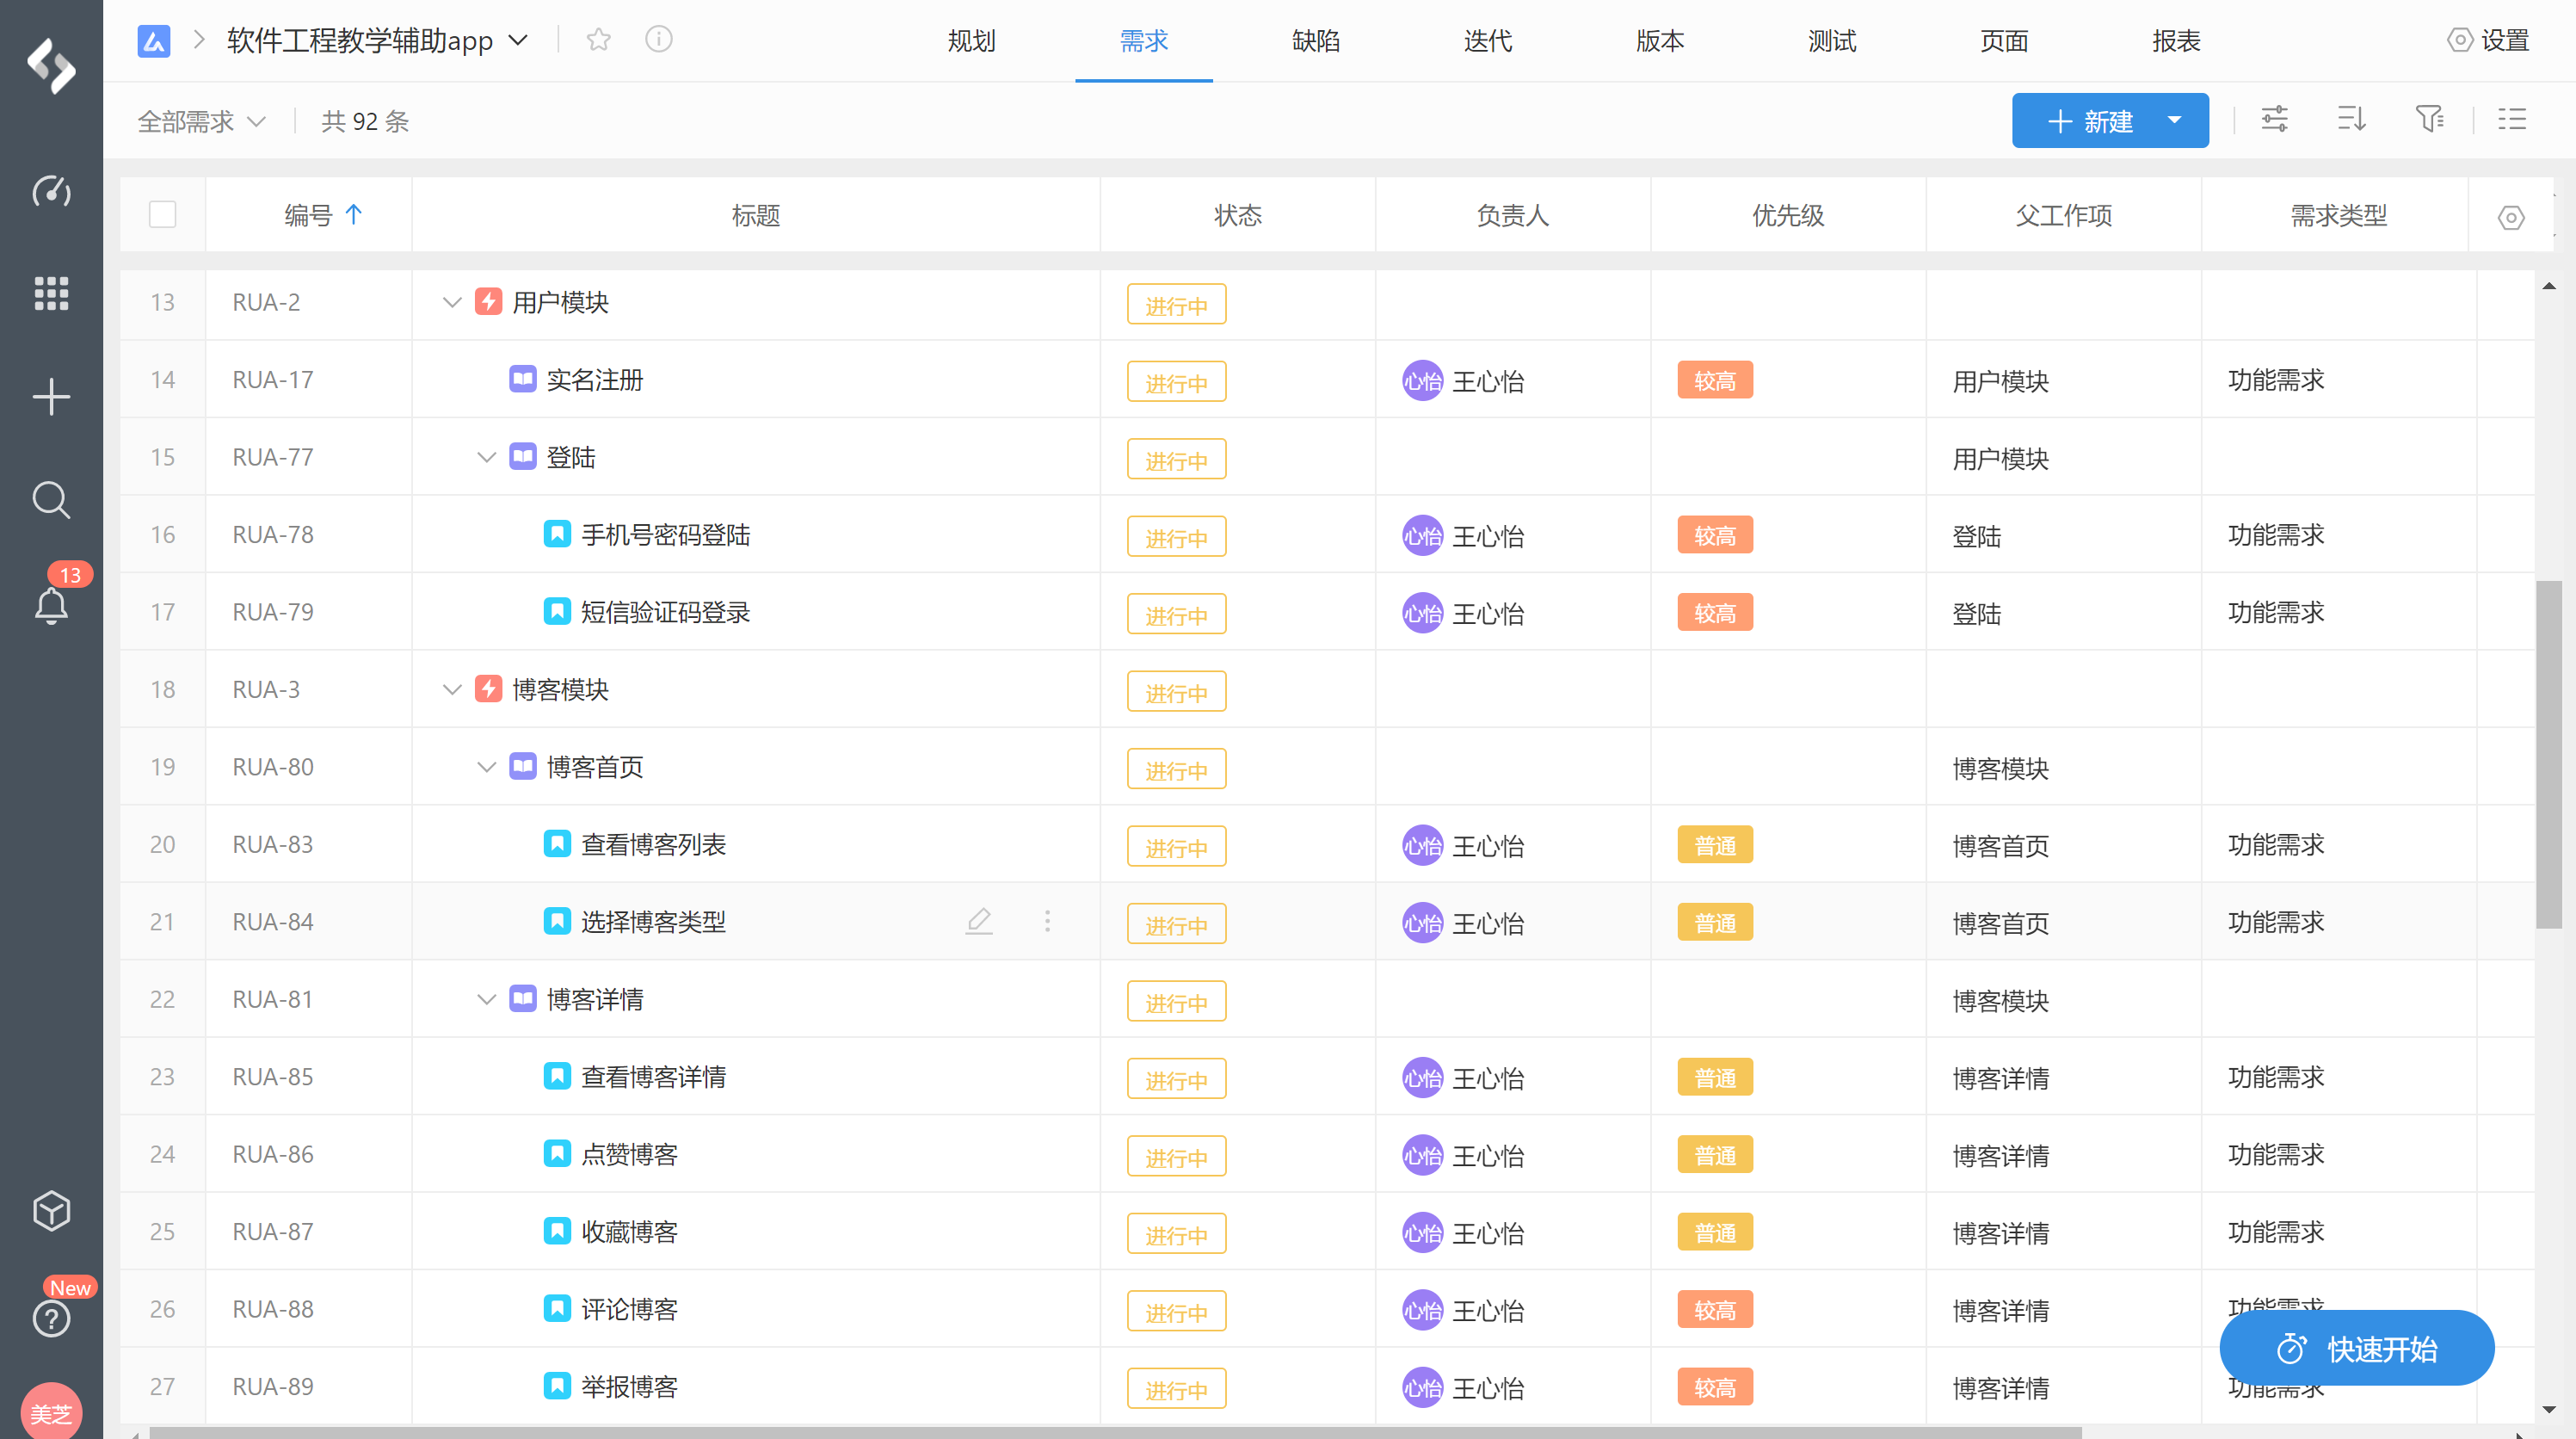 软件工程教学辅助app
规划 需求 缺陷 迭代 版本 测试 页面 报表 设置
全部需求 共 92 条 新建
编号 标题 状态 负责人 优先级 父工作项 需求类型
13 RUA-2 用户模块 进行中
14 RUA-17 实名注册 进行中 心怡 王心怡 较高 用户模块 功能需求
15 RUA-77 登陆 进行中 用户模块
16 RUA-78 手机号密码登陆 进行中 心怡 王心怡 较高 登陆 功能需求
17 RUA-79 短信验证码登录 进行中 心怡 王心怡 较高 登陆 功能需求
13
18 RUA-3 博客模块 进行中
19 RUA-80 博客首页 进行中 博客模块
20 RUA-83 查看博客列表 进行中 心怡 王心怡 普通 博客首页 功能需求
21 RUA-84 选择博客类型 进行中 心怡 王心怡 普通 博客首页 功能需求
22 RUA-81 博客详情 进行中 博客模块
23 RUA-85 查看博客详情 进行中 心怡 王心怡 普通 博客详情 功能需求
24 RUA-86 点赞博客 进行中 心怡 王心怡 普通 博客详情 功能需求
25 RUA-87 收藏博客 进行中 心怡 王心怡 普通 博客详情 功能需求
New
26 RUA-88 评论博客 进行中 心怡 王心怡 较高 博客详情 功能需求
快速开始
27 RUA-89 举报博客 进行中 心怡 王心怡 较高 博客详情 功能需求
美芝